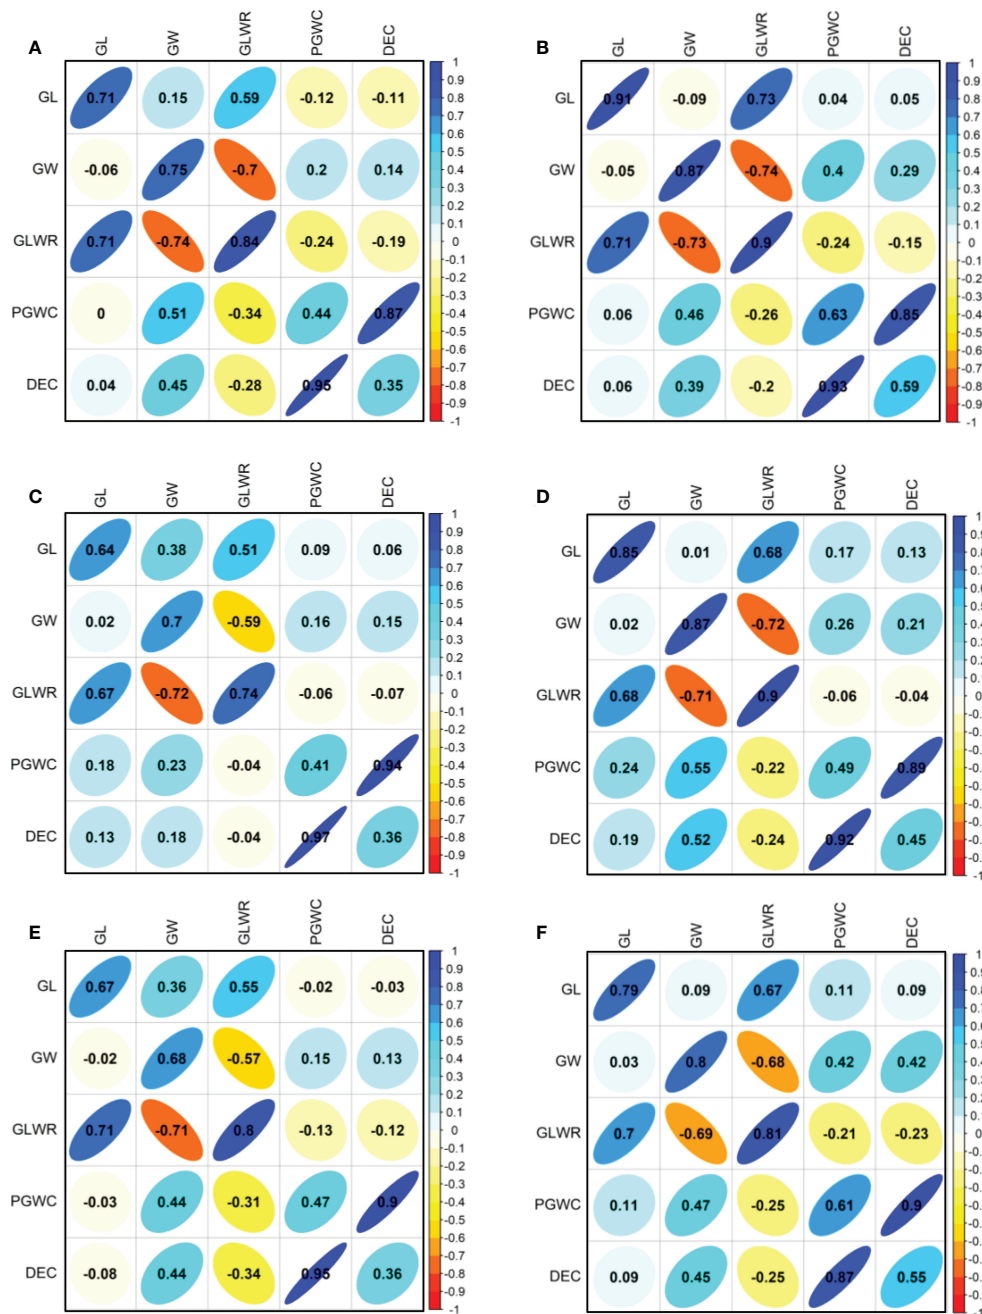 A
GL GW GLWR PGWC DEC
GL 0.71 0.15 0.59 -0.12 -0.11
GW -0.06 0.75 -0.7 0.2 0.14
GLWR 0.71 -0.74 0.84 -0.24 -0.19
PGWC 0 0.51 -0.34 0.44 0.87
DEC 0.04 0.45 -0.28 0.95 0.35
1
0.9
0.8
0.7
0.6
0.5
0.4
0.3
0.2
0.1
0
-0.1
-0.2
-0.3
-0.4
-0.5
-0.6
-0.7
-0.8
-0.9
-1
B
GL GW GLWR PGWC DEC
GL 0.91 -0.09 0.73 0.04 0.05
GW -0.05 0.87 -0.74 0.4 0.29
GLWR 0.71 -0.73 0.9 -0.24 -0.15
PGWC 0.06 0.46 -0.26 0.63 0.85
DEC 0.06 0.39 -0.2 0.93 0.59
1
0.9
0.8
0.7
0.6
0.5
0.4
0.3
0.2
0.1
0
-0.1
-0.2
-0.3
-0.4
-0.5
-0.6
-0.7
-0.8
-0.9
-1
C
GL GW GLWR PGWC DEC
GL 0.64 0.38 0.51 0.09 0.06
GW 0.02 0.7 -0.59 0.16 0.15
GLWR 0.67 -0.72 0.74 -0.06 -0.07
PGWC 0.18 0.23 -0.04 0.41 0.94
DEC 0.13 0.18 -0.04 0.97 0.36
1
0.9
0.8
0.7
0.6
0.5
0.4
0.3
0.2
0.1
0
-0.1
-0.2
-0.3
-0.4
-0.5
-0.6
-0.7
-0.8
-0.9
-1
D
GL GW GLWR PGWC DEC
GL 0.85 0.01 0.68 0.17 0.13
GW 0.02 0.87 -0.72 0.26 0.21
GLWR 0.68 -0.71 0.9 -0.06 -0.04
PGWC 0.24 0.55 -0.22 0.49 0.89
DEC 0.19 0.52 -0.24 0.92 0.45
E
GL GW GLWR PGWC DEC
GL 0.67 0.36 0.55 -0.02 -0.03
GW -0.02 0.68 -0.57 0.15 0.13
GLWR 0.71 -0.71 0.8 -0.13 -0.12
PGWC -0.03 0.44 -0.31 0.47 0.9
DEC -0.08 0.44 -0.34 0.95 0.36
1
0.9
0.8
0.7
0.6
0.5
0.4
0.3
0.2
0.1
0
-0.1
-0.2
-0.3
-0.4
-0.5
-0.6
-0.7
-0.8
-0.9
-1
F
GL GW GLWR PGWC DEC
GL 0.79 0.09 0.67 0.11 0.09
GW 0.03 0.8 -0.68 0.42 0.42
GLWR 0.7 -0.69 0.81 -0.21 -0.23
PGWC 0.11 0.47 -0.25 0.61 0.9
DEC 0.09 0.45 -0.25 0.87 0.55